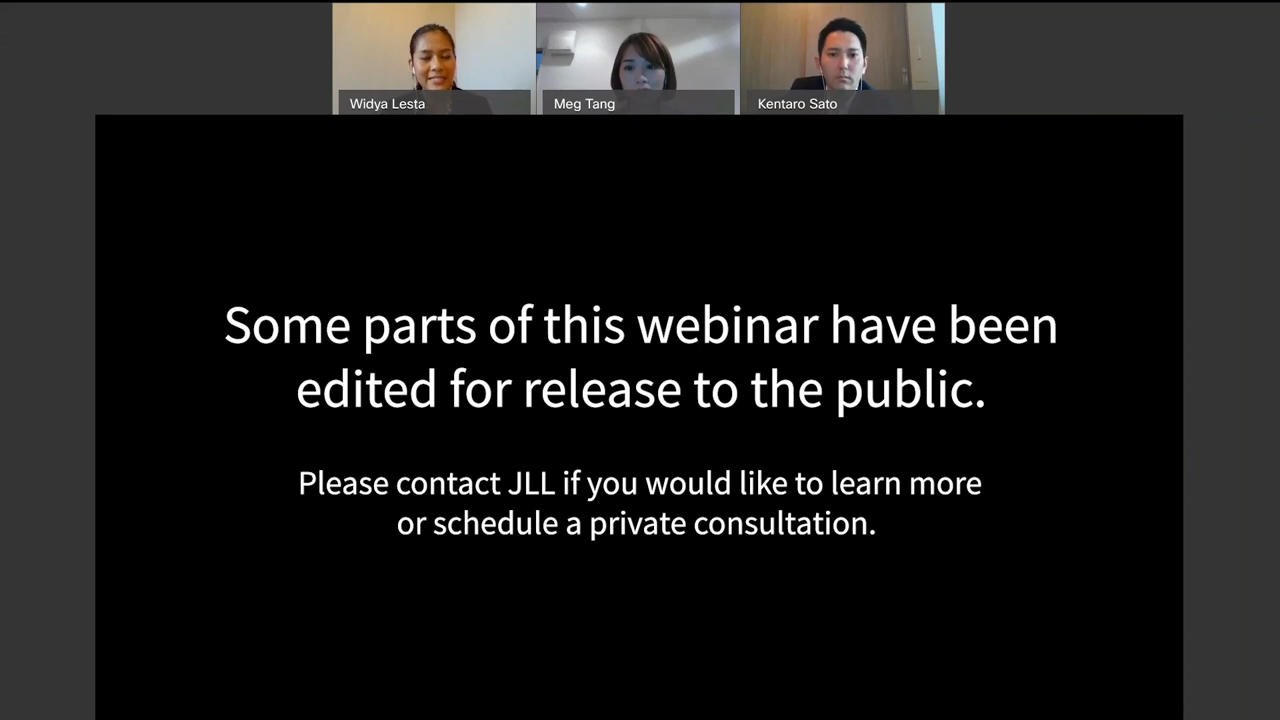 Widya Lesta
Meg Tang
Kentaro Sato
Some parts of this webinar have been
edited for release to the public.
Please contact JLL if you would like to learn more
or schedule a private consultation.